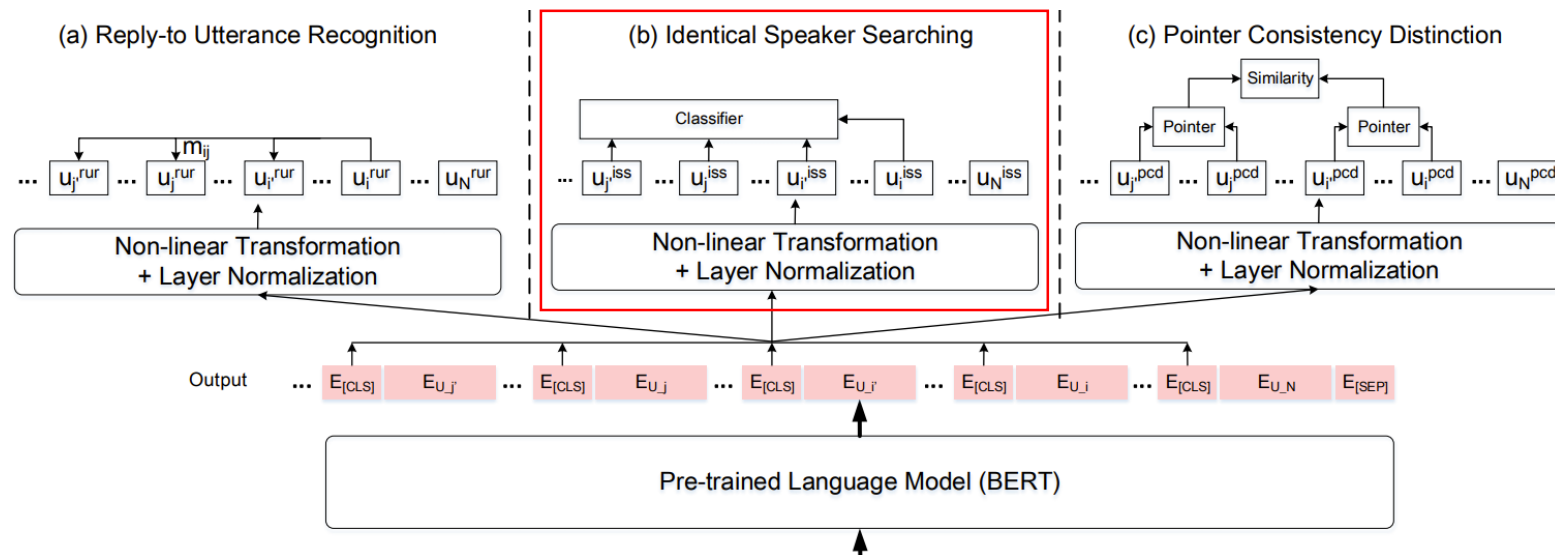 (a) Reply-to Utterance Recognition
(b) Identical Speaker Searching
(c) Pointer Consistency Distinction
Similarity
Classifier
Pointer
Pointer
m_ij
... u_j'^rur ... u_j^rur ... u_i'^rur ... u_i^rur ... u_N^rur
... u_j'^iss ... u_j^iss ... u_i'^iss ... u_i^iss ... u_N^iss
... u_j'^pcd ... u_j^pcd ... u_i'^pcd ... u_i^pcd ... u_N^pcd
Non-linear Transformation
+ Layer Normalization
Non-linear Transformation
+ Layer Normalization
Non-linear Transformation
+ Layer Normalization
Output ... E_[CLS] E_U_j' ... E_[CLS] E_U_j ... E_[CLS] E_U_i' ... E_[CLS] E_U_i ... E_[CLS] E_U_N E_[SEP]
Pre-trained Language Model (BERT)